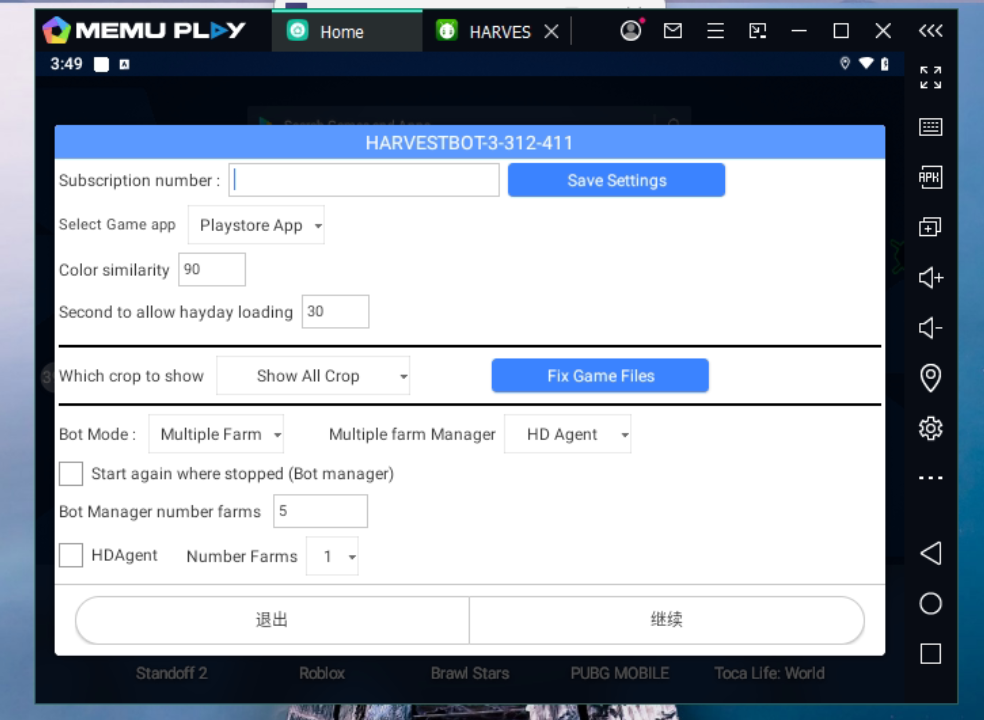 MEMU PLAY
Home
HARVES
3:49
Search Games and Apps
HARVESTBOT-3-312-411
Subscription number :
Save Settings
Select Game app
Playstore App
Color similarity
90
Second to allow hayday loading
30
Which crop to show
Show All Crop
Fix Game Files
Bot Mode :
Multiple Farm
Multiple farm Manager
HD Agent
Start again where stopped (Bot manager)
Bot Manager number farms
5
HDAgent
Number Farms
1
退出
继续
Standoff 2
Roblox
Brawl Stars
PUBG MOBILE
Toca Life: World
APK